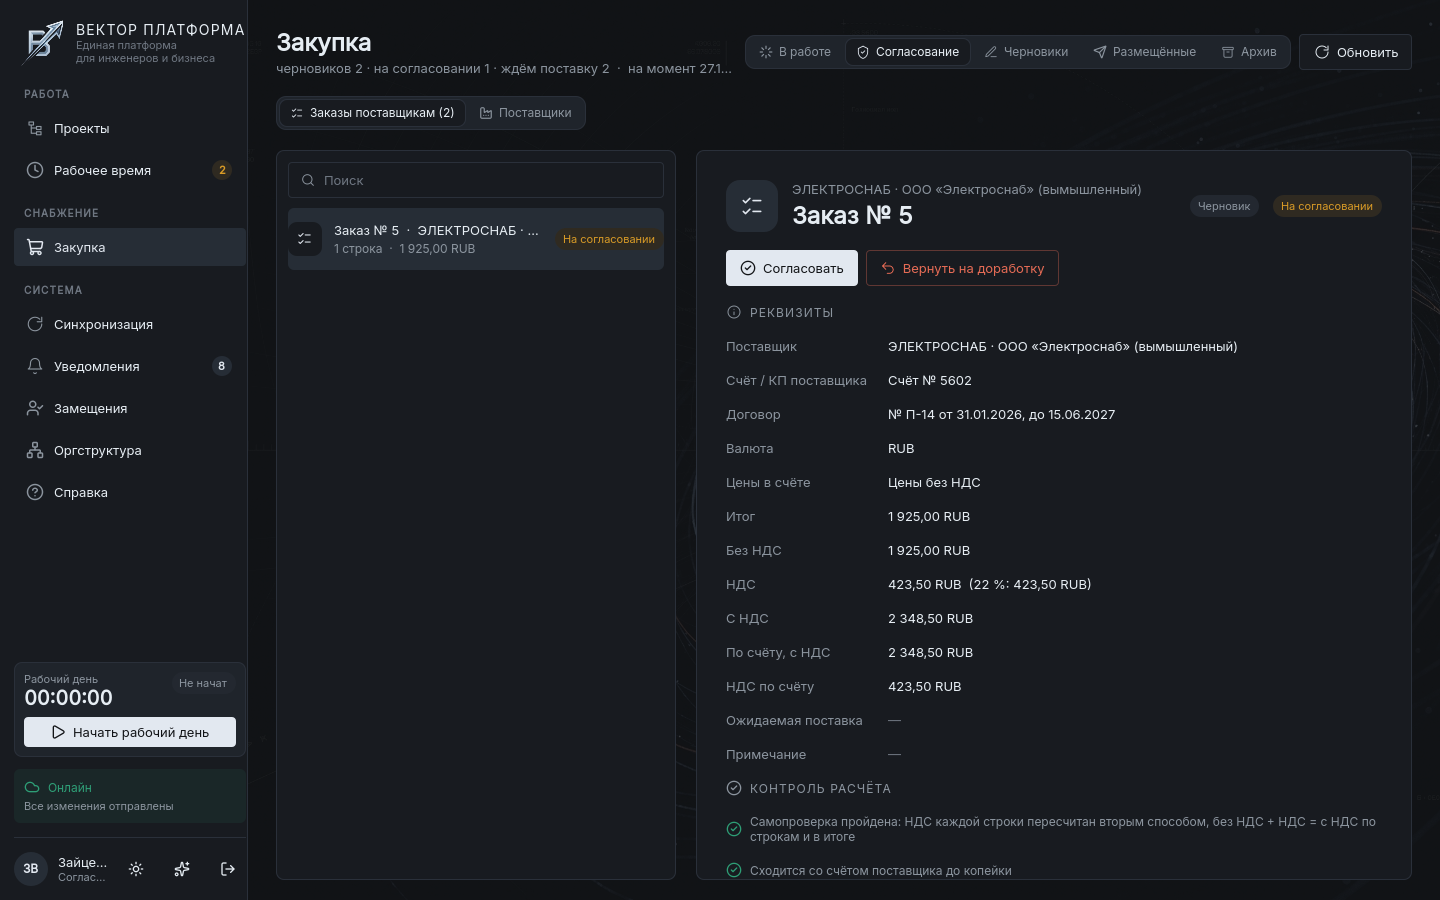 ВЕКТОР ПЛАТФОРМА
Единая платформа
для инженеров и бизнеса
РАБОТА
Проекты
Рабочее время 2
СНАБЖЕНИЕ
Закупка
СИСТЕМА
Синхронизация
Уведомления 8
Замещения
Оргструктура
Справка
Рабочий день
Не начат
00:00:00
Начать рабочий день
Онлайн
Все изменения отправлены
ЗВ
Зайце...
Соглас...
Закупка
черновиков 2 · на согласовании 1 · ждём поставку 2 · на момент 27.1...
В работе
Согласование
Черновики
Размещённые
Архив
Обновить
Заказы поставщикам (2)
Поставщики
Поиск
Заказ № 5 · ЭЛЕКТРОСНАБ · ...
1 строка · 1 925,00 RUB
На согласовании
ЭЛЕКТРОСНАБ · ООО «Электроснаб» (вымышленный)
Заказ № 5
Черновик
На согласовании
Согласовать
Вернуть на доработку
РЕКВИЗИТЫ
Поставщик ЭЛЕКТРОСНАБ · ООО «Электроснаб» (вымышленный)
Счёт / КП поставщика Счёт № 5602
Договор № П-14 от 31.01.2026, до 15.06.2027
Валюта RUB
Цены в счёте Цены без НДС
Итог 1 925,00 RUB
Без НДС 1 925,00 RUB
НДС 423,50 RUB (22 %: 423,50 RUB)
С НДС 2 348,50 RUB
По счёту, с НДС 2 348,50 RUB
НДС по счёту 423,50 RUB
Ожидаемая поставка —
Примечание —
КОНТРОЛЬ РАСЧЁТА
Самопроверка пройдена: НДС каждой строки пересчитан вторым способом, без НДС + НДС = с НДС по
строкам и в итоге
Сходится со счётом поставщика до копейки